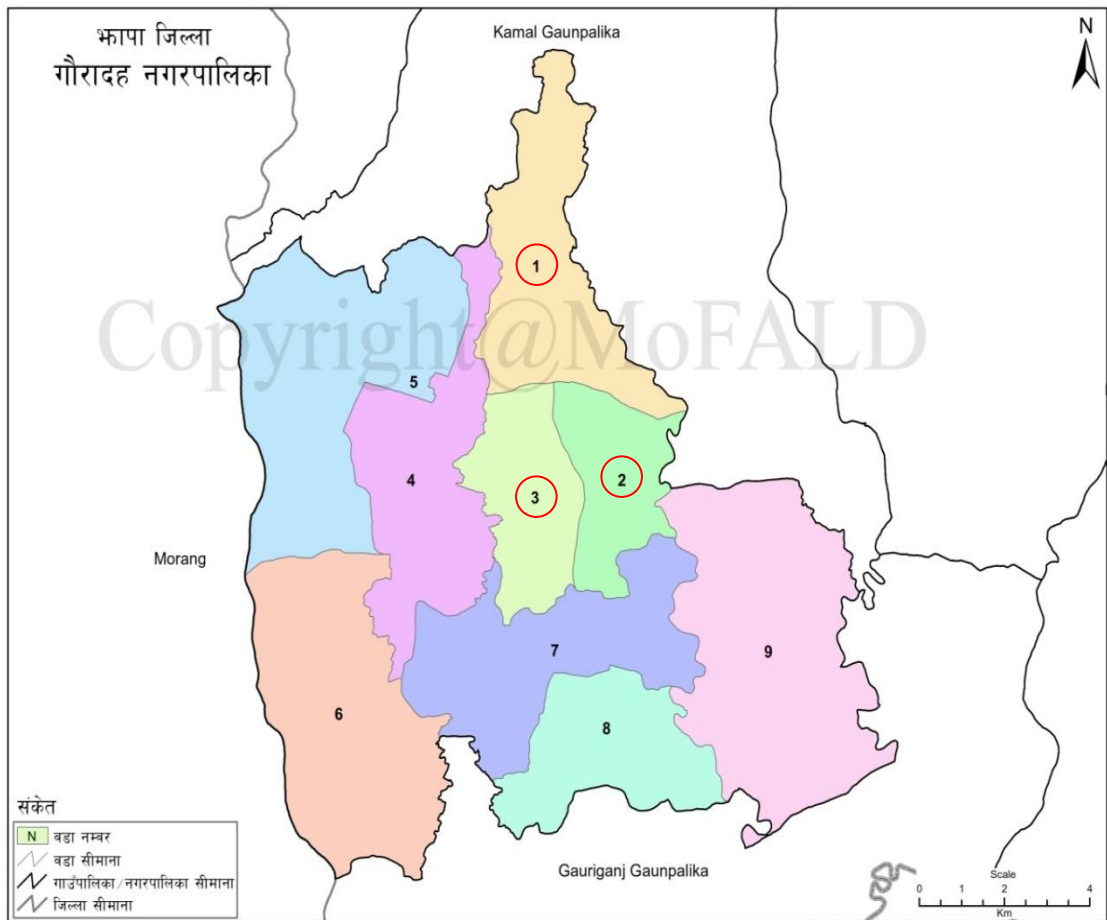 झापा जिल्ला
गौरादह नगरपालिका
Kamal Gaunpalika
N
1
Copyright@MoFALD
5
4
3
2
Morang
7
9
6
8
संकेत
N वडा नम्बर
वडा सीमाना
गाउँपालिका/नगरपालिका सीमाना
जिल्ला सीमाना
Gauriganj Gaunpalika
Scale
0 1 2 4
Km